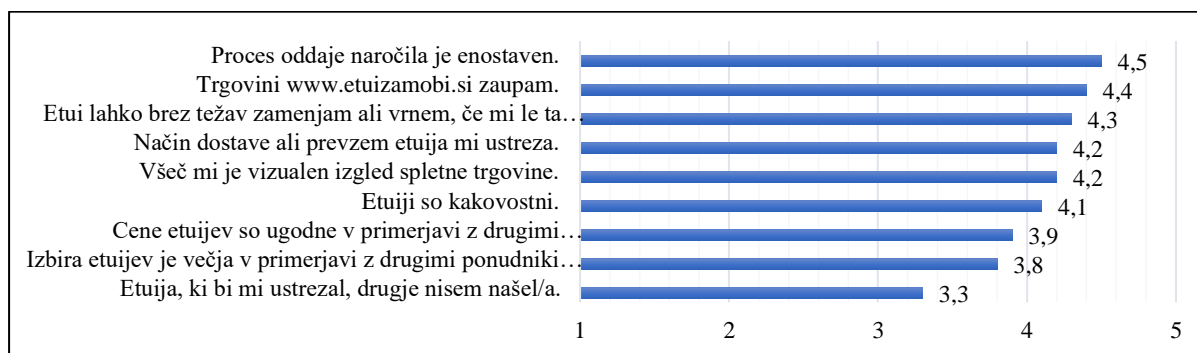 Proces oddaje naročila je enostaven.
4,5
Trgovini www.etuizamobi.si zaupam.
4,4
Etui lahko brez težav zamenjam ali vrnem, če mi le ta…
4,3
Način dostave ali prevzem etuija mi ustreza.
4,2
Všeč mi je vizualen izgled spletne trgovine.
4,2
Etuiji so kakovostni.
4,1
Cene etuijev so ugodne v primerjavi z drugimi…
3,9
Izbira etuijev je večja v primerjavi z drugimi ponudniki…
3,8
Etuija, ki bi mi ustrezal, drugje nisem našel/a.
3,3
1 2 3 4 5